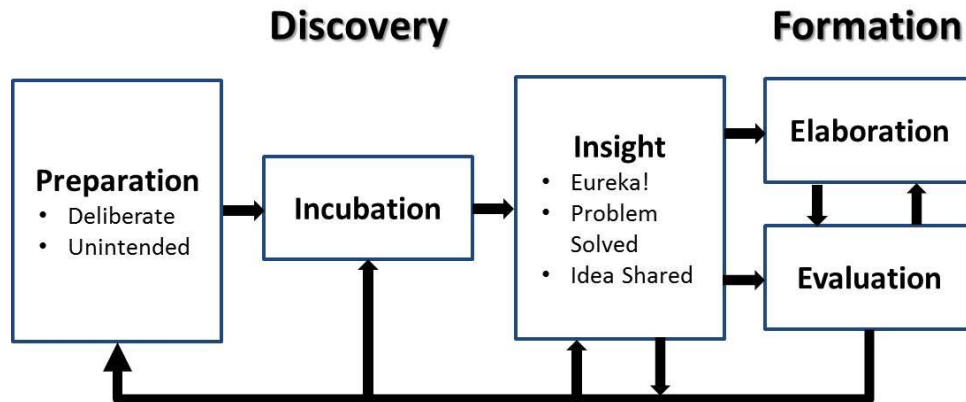 Discovery
Formation
Preparation
• Deliberate
• Unintended
Incubation
Insight
• Eureka!
• Problem
Solved
• Idea Shared
Elaboration
Evaluation